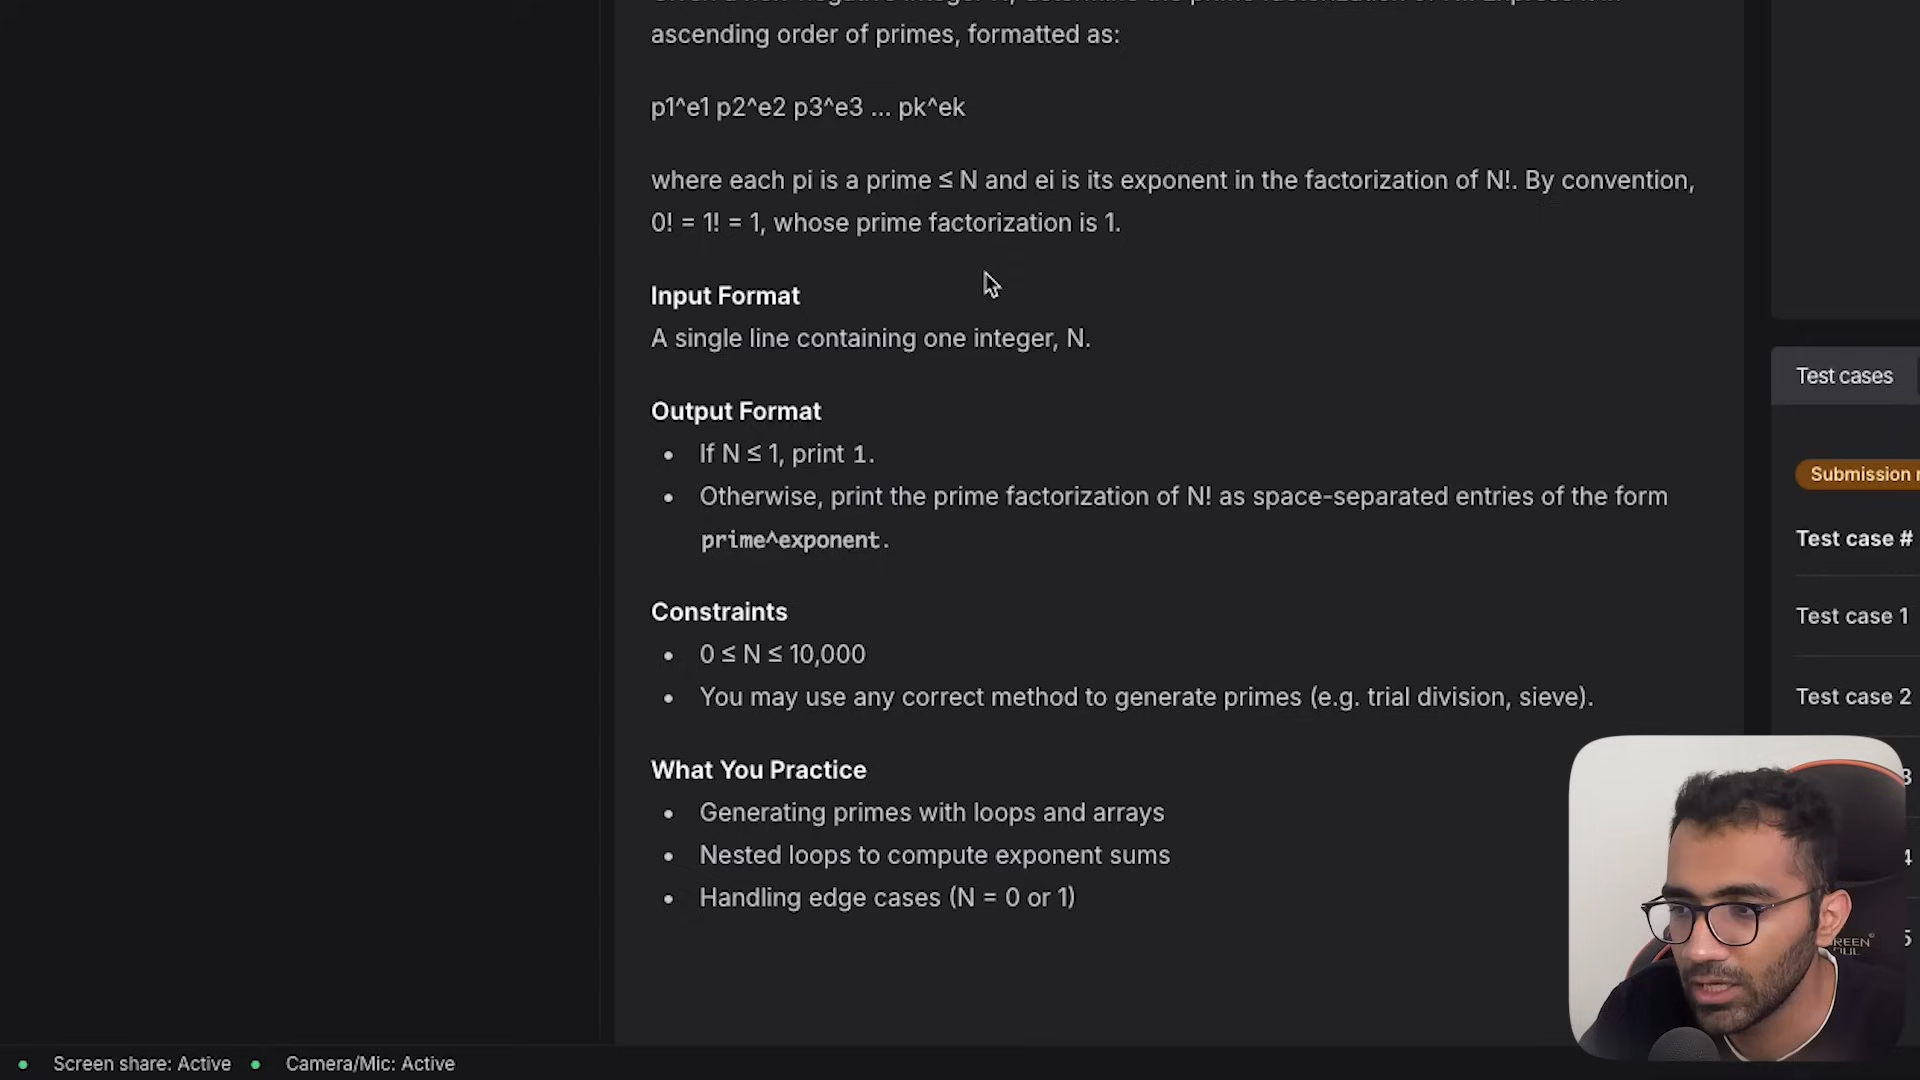 ascending order of primes, formatted as:
p1^e1 p2^e2 p3^e3 ... pk^ek
where each pi is a prime ≤ N and ei is its exponent in the factorization of N!. By convention,
0! = 1! = 1, whose prime factorization is 1.
Input Format
A single line containing one integer, N.
Output Format
• If N ≤ 1, print 1.
• Otherwise, print the prime factorization of N! as space-separated entries of the form
prime^exponent.
Constraints
• 0 ≤ N ≤ 10,000
• You may use any correct method to generate primes (e.g. trial division, sieve).
What You Practice
• Generating primes with loops and arrays
• Nested loops to compute exponent sums
• Handling edge cases (N = 0 or 1)
Test cases
Submission
Test case #
Test case 1
Test case 2
3
4
5
Screen share: Active
Camera/Mic: Active